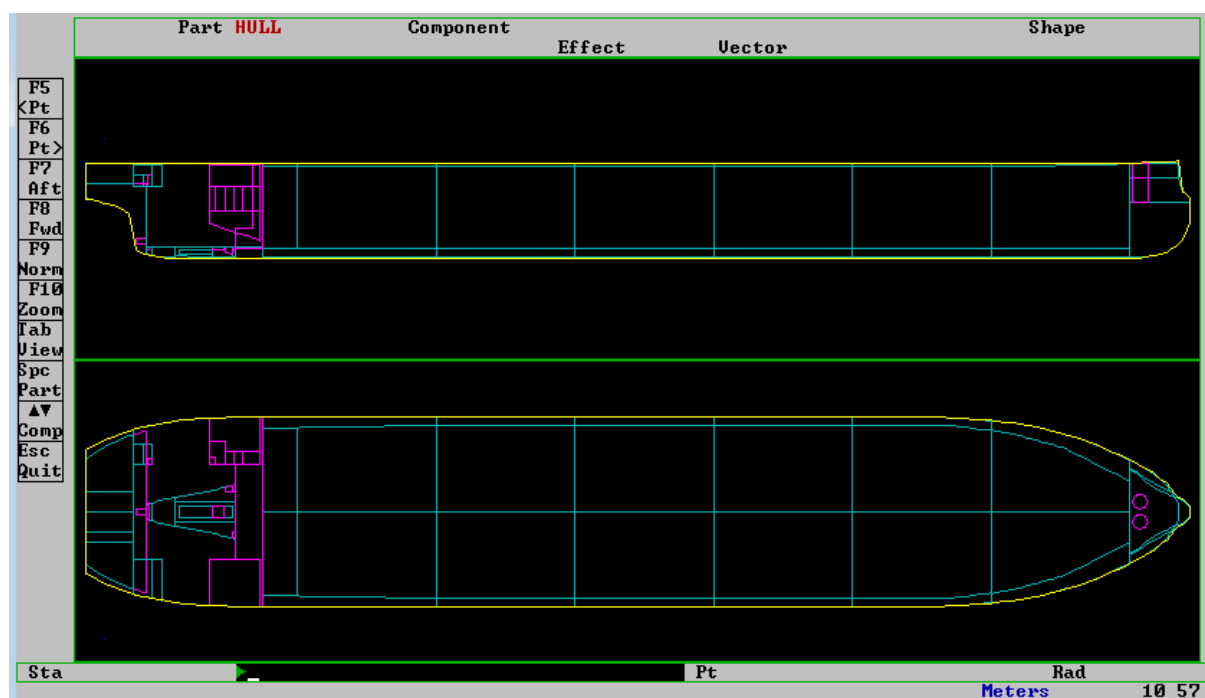 Part HULL Component Shape
Effect Vector
F5
<Pt
F6
Pt>
F7
Aft
F8
Fwd
F9
Norm
F10
Zoom
Tab
View
Spc
Part
▲▼
Comp
Esc
Quit
Sta Pt Rad
Meters 10 57